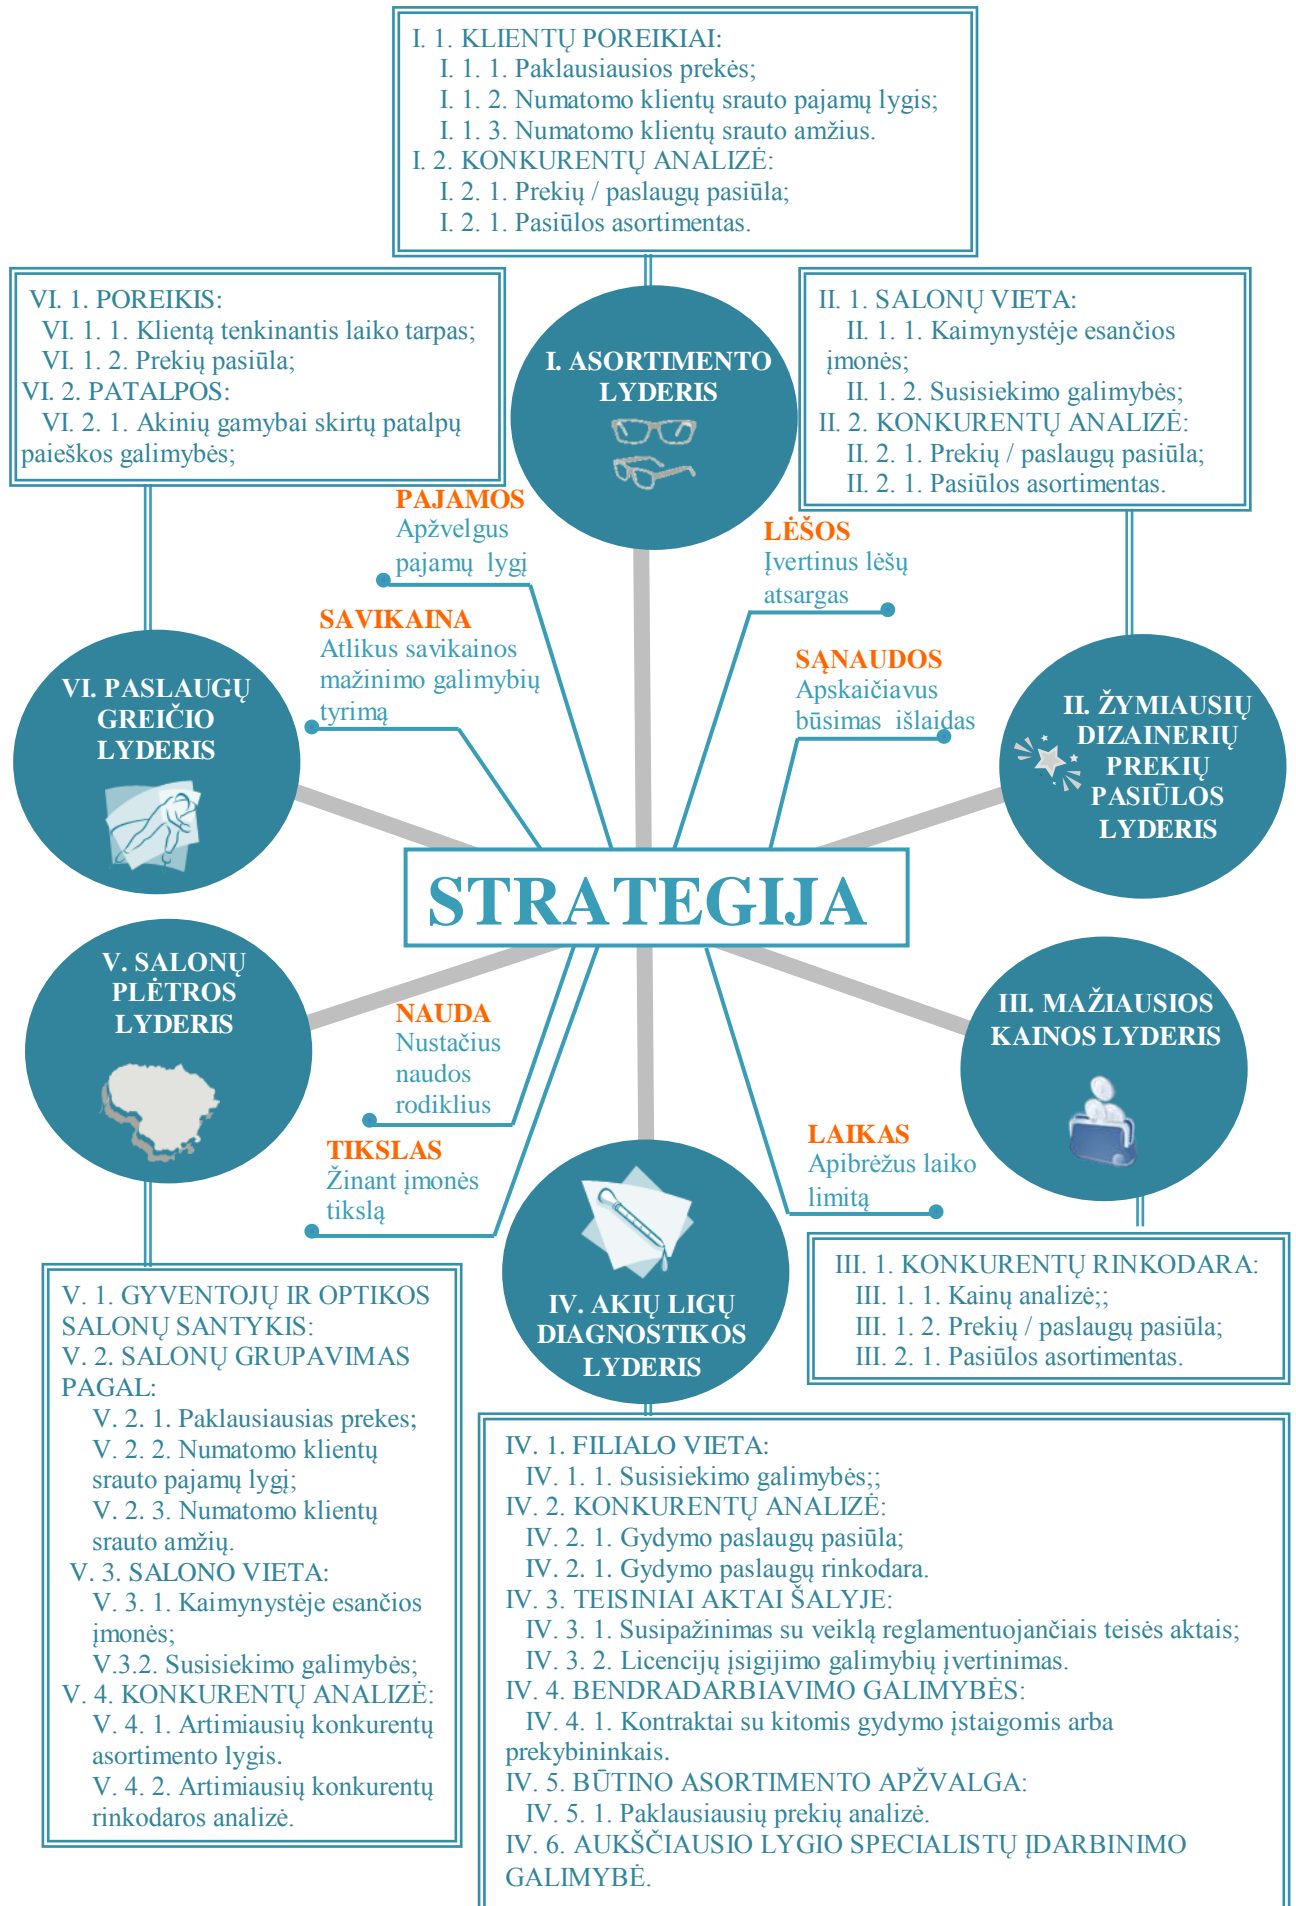 I. 1. KLIENTŲ POREIKIAI:
I. 1. 1. Paklausiausios prekės;
I. 1. 2. Numatomo klientų srauto pajamų lygis;
I. 1. 3. Numatomo klientų srauto amžius.
I. 2. KONKURENTŲ ANALIZĖ:
I. 2. 1. Prekių / paslaugų pasiūla;
I. 2. 1. Pasiūlos asortimentas.
VI. 1. POREIKIS:
VI. 1. 1. Klientą tenkinantis laiko tarpas;
VI. 1. 2. Prekių pasiūla;
VI. 2. PATALPOS:
VI. 2. 1. Akinių gamybai skirtų patalpų
paieškos galimybės;
I. ASORTIMENTO
LYDERIS
II. 1. SALONŲ VIETA:
II. 1. 1. Kaimynystėje esančios
įmonės;
II. 1. 2. Susisiekimo galimybės;
II. 2. KONKURENTŲ ANALIZĖ:
II. 2. 1. Prekių / paslaugų pasiūla;
II. 2. 1. Pasiūlos asortimentas.
PAJAMOS
Apžvelgus
pajamų lygį
LĖŠOS
Įvertinus lėšų
atsargas
SAVIKAINA
Atlikus savikainos
mažinimo galimybių
tyrimą
SĄNAUDOS
Apskaičiavus
būsimas išlaidas
VI. PASLAUGŲ
GREIČIO
LYDERIS
II. ŽYMIAUSIŲ
DIZAINERIŲ
PREKIŲ
PASIŪLOS
LYDERIS
STRATEGIJA
V. SALONŲ
PLĖTROS
LYDERIS
III. MAŽIAUSIOS
KAINOS LYDERIS
NAUDA
Nustačius
naudos
rodiklius
TIKSLAS
Žinant įmonės
tikslą
LAIKAS
Apibrėžus laiko
limitą
IV. AKIŲ LIGŲ
DIAGNOSTIKOS
LYDERIS
III. 1. KONKURENTŲ RINKODARA:
III. 1. 1. Kainų analizė;;
III. 1. 2. Prekių / paslaugų pasiūla;
III. 2. 1. Pasiūlos asortimentas.
V. 1. GYVENTOJŲ IR OPTIKOS
SALONŲ SANTYKIS:
V. 2. SALONŲ GRUPAVIMAS
PAGAL:
V. 2. 1. Paklausiausias prekes;
V. 2. 2. Numatomo klientų
srauto pajamų lygį;
V. 2. 3. Numatomo klientų
srauto amžių.
V. 3. SALONO VIETA:
V. 3. 1. Kaimynystėje esančios
įmonės;
V.3.2. Susisiekimo galimybės;
V. 4. KONKURENTŲ ANALIZĖ:
V. 4. 1. Artimiausių konkurentų
asortimento lygis.
V. 4. 2. Artimiausių konkurentų
rinkodaros analizė.
IV. 1. FILIALO VIETA:
IV. 1. 1. Susisiekimo galimybės;;
IV. 2. KONKURENTŲ ANALIZĖ:
IV. 2. 1. Gydymo paslaugų pasiūla;
IV. 2. 1. Gydymo paslaugų rinkodara.
IV. 3. TEISINIAI AKTAI ŠALYJE:
IV. 3. 1. Susipažinimas su veiklą reglamentuojančiais teisės aktais;
IV. 3. 2. Licencijų įsigijimo galimybių įvertinimas.
IV. 4. BENDRADARBIAVIMO GALIMYBĖS:
IV. 4. 1. Kontraktai su kitomis gydymo įstaigomis arba
prekybininkais.
IV. 5. BŪTINO ASORTIMENTO APŽVALGA:
IV. 5. 1. Paklausiausių prekių analizė.
IV. 6. AUKŠČIAUSIO LYGIO SPECIALISTŲ ĮDARBINIMO
GALIMYBĖ.